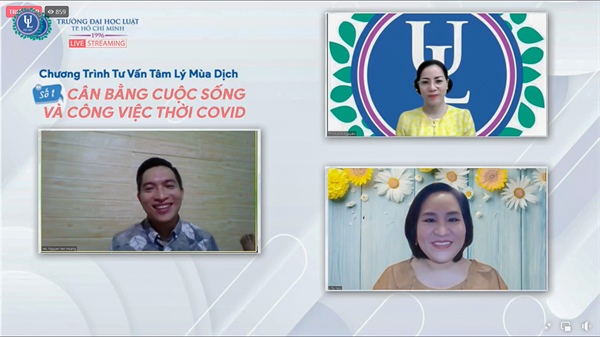 859
TRƯỜNG ĐẠI HỌC LUẬT
TP. HỒ CHÍ MINH
1996
LIVE STREAMING
Chương Trình Tư Vấn Tâm Lý Mùa Dịch
Số 1
CÂN BẰNG CUỘC SỐNG
VÀ CÔNG VIỆC THỜI COVID
UL